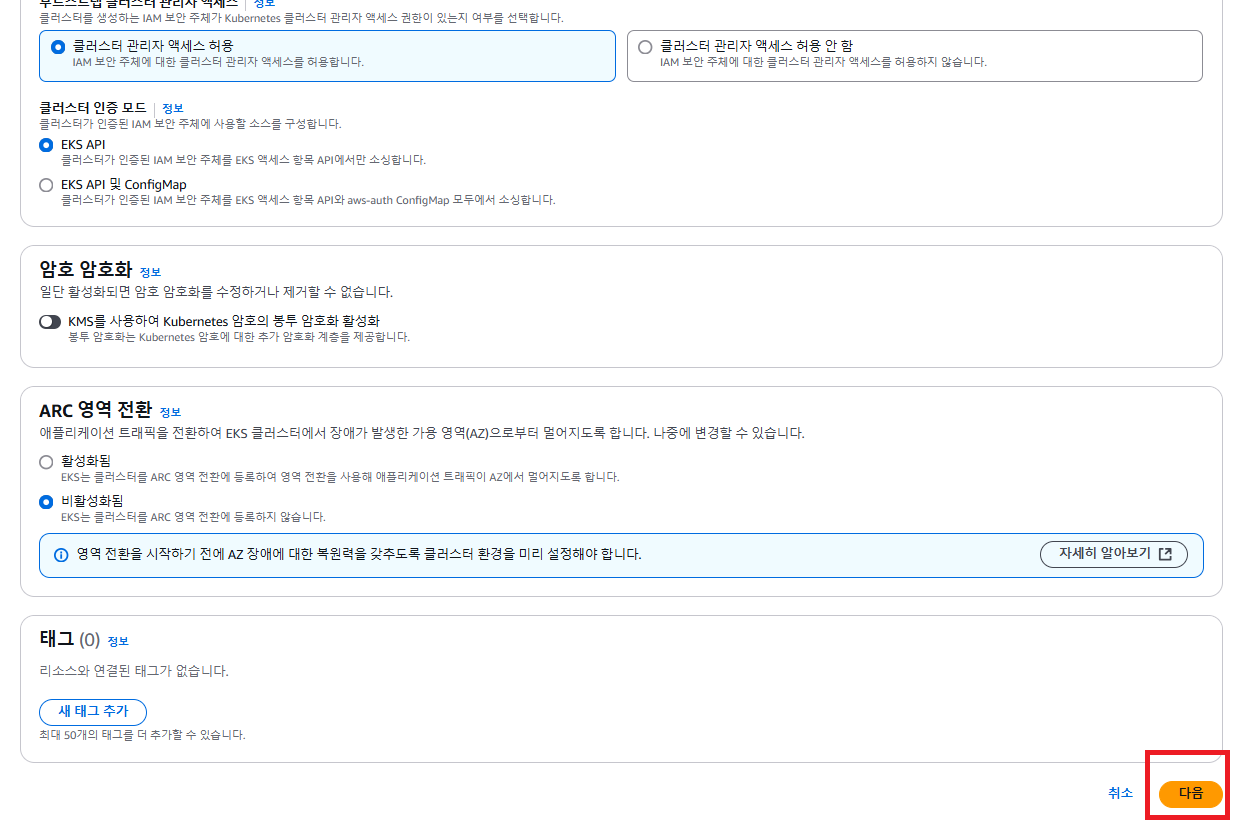 부트스트랩 클러스터 관리자 액세스 정보
클러스터를 생성하는 IAM 보안 주체가 Kubernetes 클러스터 관리자 액세스 권한이 있는지 여부를 선택합니다.
클러스터 관리자 액세스 허용
IAM 보안 주체에 대한 클러스터 관리자 액세스를 허용합니다.
클러스터 관리자 액세스 허용 안 함
IAM 보안 주체에 대한 클러스터 관리자 액세스를 허용하지 않습니다.
클러스터 인증 모드 정보
클러스터가 인증된 IAM 보안 주체에 사용할 소스를 구성합니다.
EKS API
클러스터가 인증된 IAM 보안 주체를 EKS 액세스 항목 API에서만 소싱합니다.
EKS API 및 ConfigMap
클러스터가 인증된 IAM 보안 주체를 EKS 액세스 항목 API와 aws-auth ConfigMap 모두에서 소싱합니다.
암호 암호화 정보
일단 활성화되면 암호 암호화를 수정하거나 제거할 수 없습니다.
KMS를 사용하여 Kubernetes 암호의 봉투 암호화 활성화
봉투 암호화는 Kubernetes 암호에 대한 추가 암호화 계층을 제공합니다.
ARC 영역 전환 정보
애플리케이션 트래픽을 전환하여 EKS 클러스터에서 장애가 발생한 가용 영역(AZ)으로부터 멀어지도록 합니다. 나중에 변경할 수 있습니다.
활성화됨
EKS는 클러스터를 ARC 영역 전환에 등록하여 영역 전환을 사용해 애플리케이션 트래픽이 AZ에서 멀어지도록 합니다.
비활성화됨
EKS는 클러스터를 ARC 영역 전환에 등록하지 않습니다.
영역 전환을 시작하기 전에 AZ 장애에 대한 복원력을 갖추도록 클러스터 환경을 미리 설정해야 합니다.
자세히 알아보기
태그 (0) 정보
리소스와 연결된 태그가 없습니다.
새 태그 추가
최대 50개의 태그를 더 추가할 수 있습니다.
취소
다음